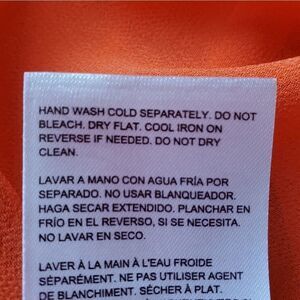 HAND WASH COLD SEPARATELY. DO NOT
BLEACH. DRY FLAT. COOL IRON ON
REVERSE IF NEEDED. DO NOT DRY
CLEAN.
LAVAR A MANO CON AGUA FRÍA POR
SEPARADO. NO USAR BLANQUEADOR.
HAGA SECAR EXTENDIDO. PLANCHAR EN
FRÍO EN EL REVERSO, SI SE NECESITA.
NO LAVAR EN SECO.
LAVER À LA MAIN À L'EAU FROIDE
SÉPARÉMENT. NE PAS UTILISER AGENT
DE BLANCHIMENT. SÉCHER À PLAT.